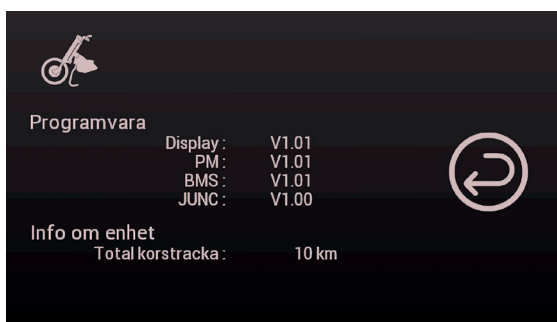 Programvara
Display : V1.01
PM : V1.01
BMS : V1.01
JUNC : V1.00
Info om enhet
Total korstracka : 10 km